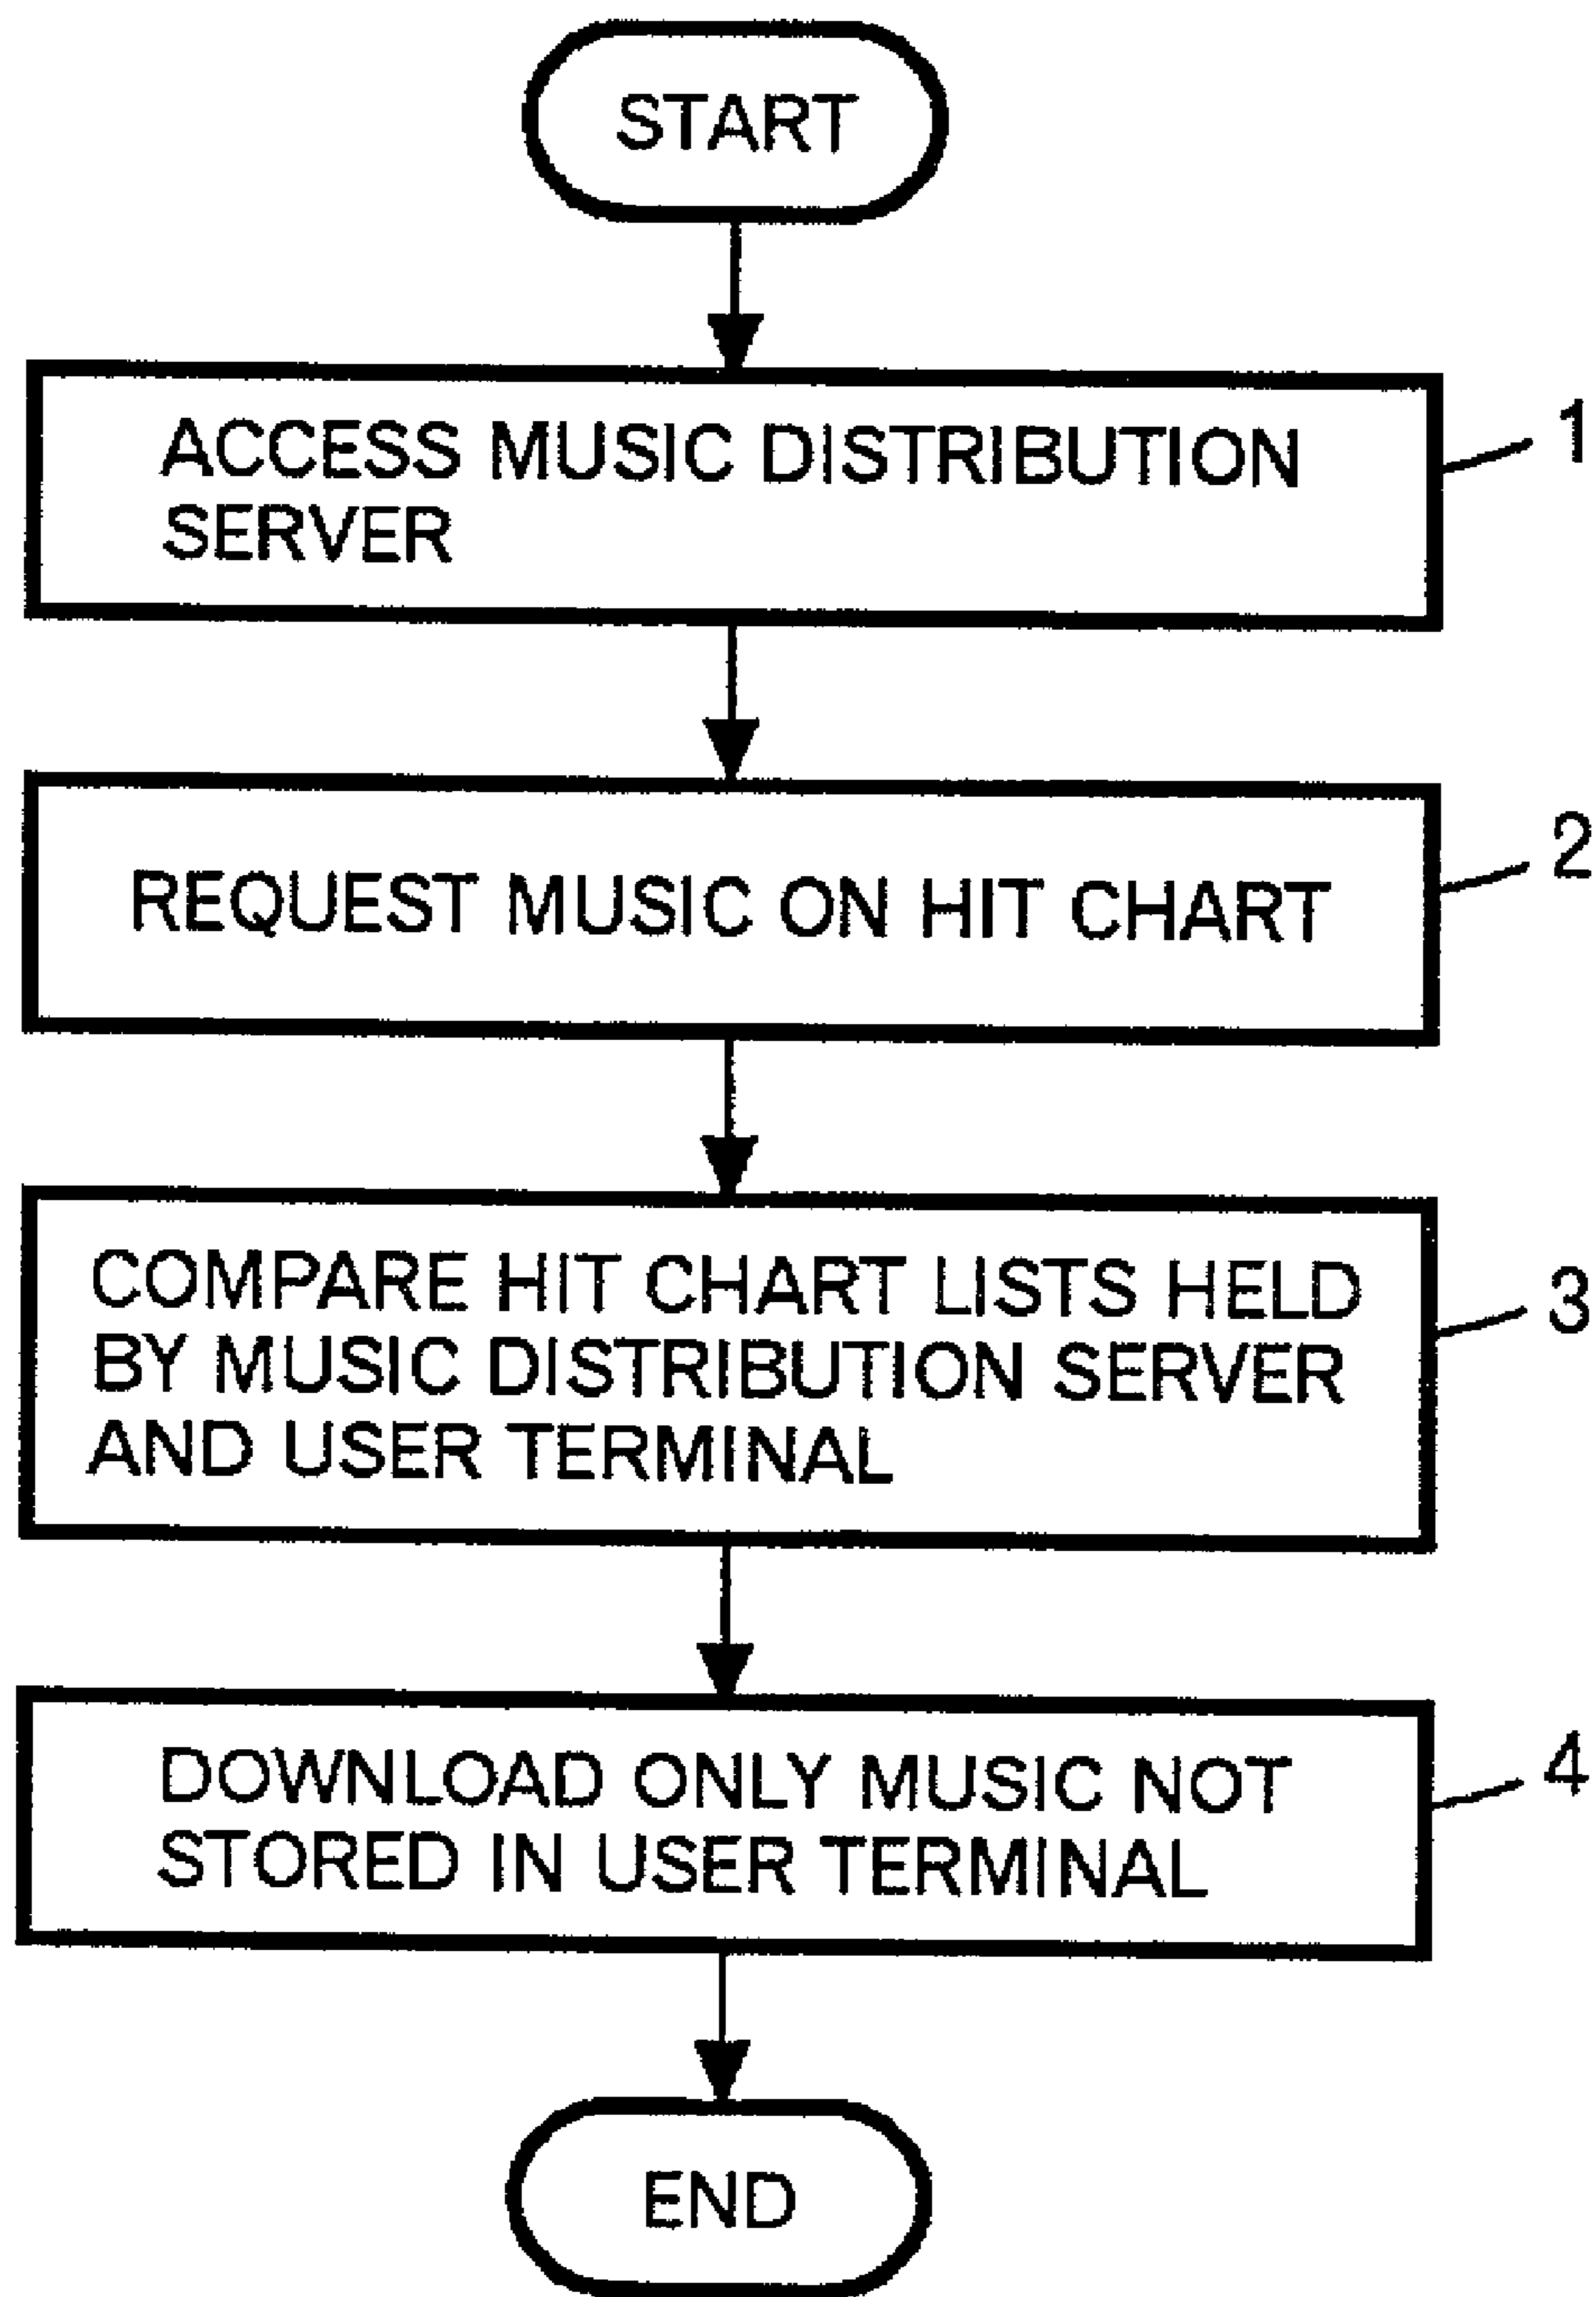 START
ACCESS MUSIC DISTRIBUTION
SERVER
1
REQUEST MUSIC ON HIT CHART
2
COMPARE HIT CHART LISTS HELD
BY MUSIC DISTRIBUTION SERVER
AND USER TERMINAL
3
DOWNLOAD ONLY MUSIC NOT
STORED IN USER TERMINAL
4
END